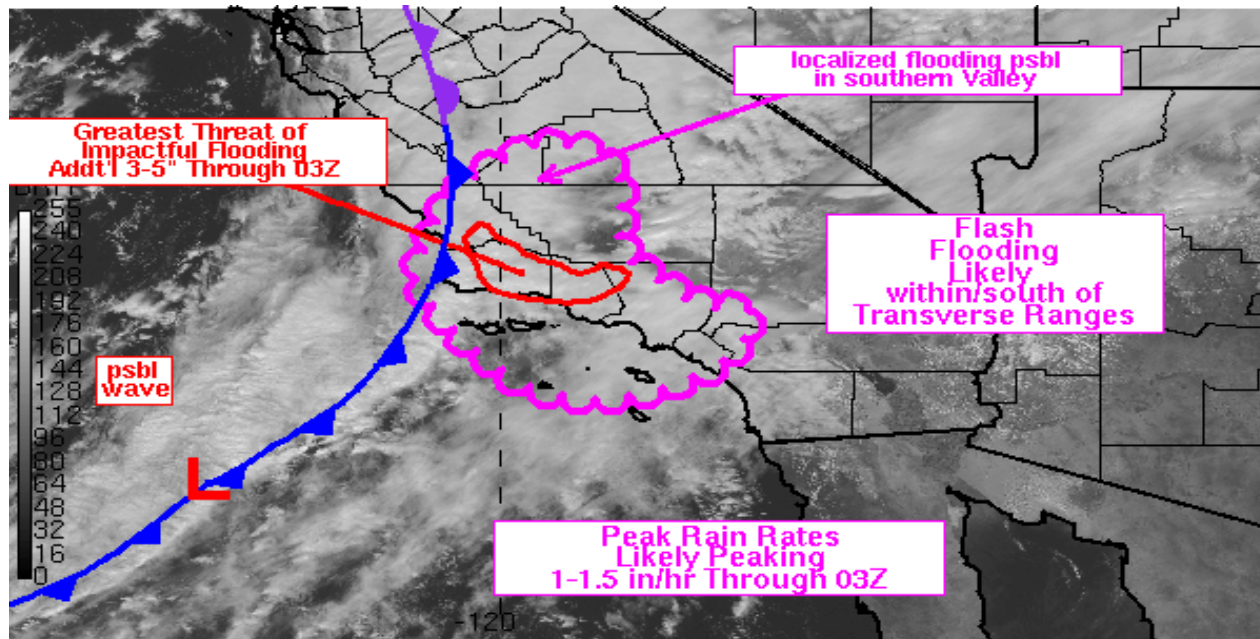 localized flooding psbl
in southern Valley
Greatest Threat of
Impactful Flooding
Addt'l 3-5" Through 03Z
255
240
224
208
192
176
160
144
128
112
96
80
64
48
32
16
0
Flash
Flooding
Likely
within/south of
Transverse Ranges
psbl
wave
L
Peak Rain Rates
Likely Peaking
1-1.5 in/hr Through 03Z
-120